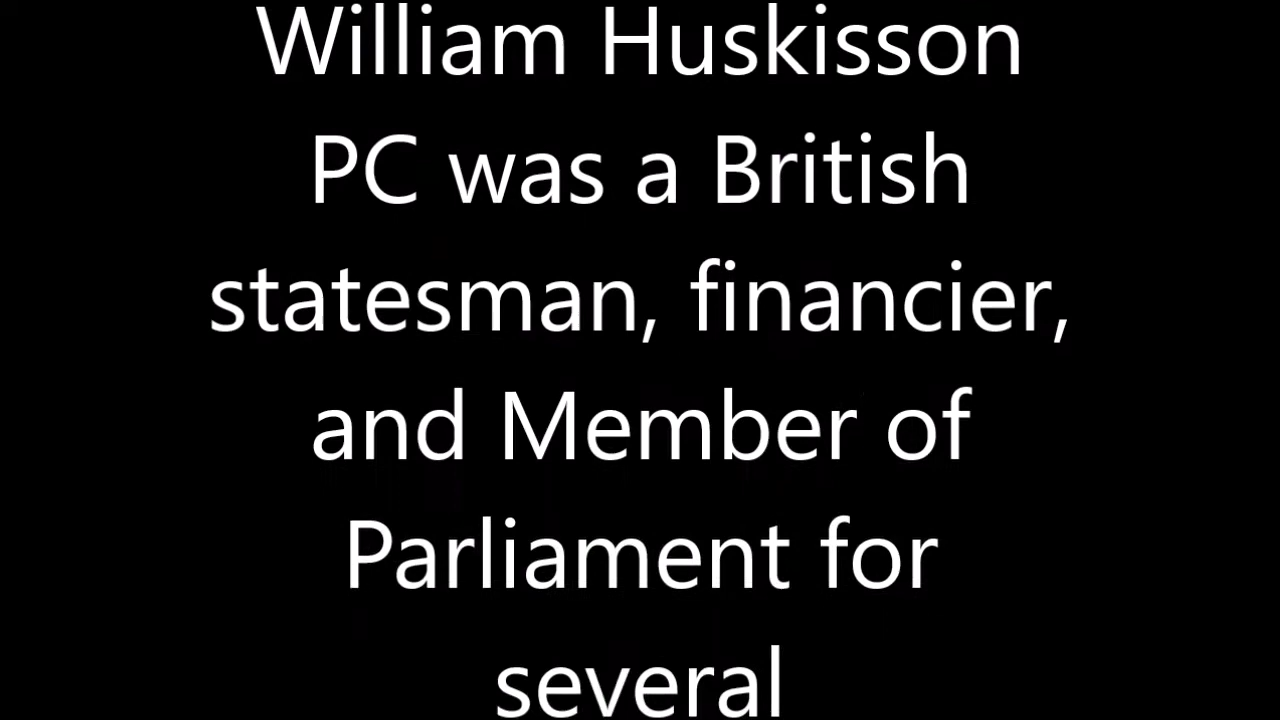 William Huskisson
PC was a British
statesman, financier,
and Member of
Parliament for
several